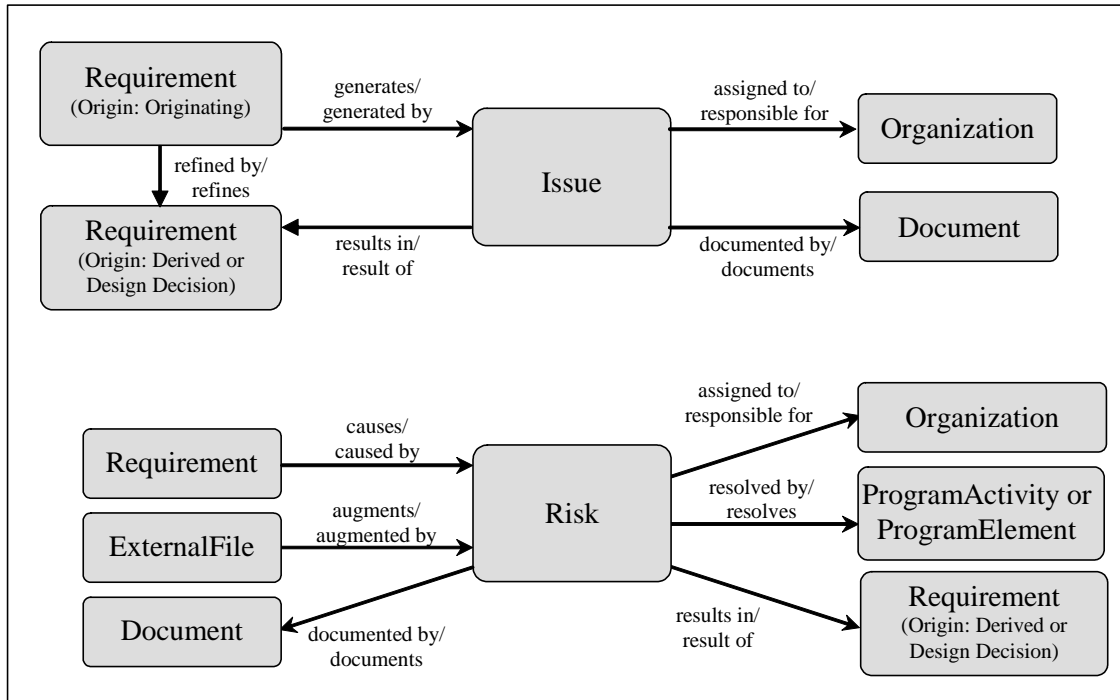 Requirement
(Origin: Originating)
generates/
generated by
assigned to/
responsible for
Organization
refined by/
refines
Issue
Requirement
(Origin: Derived or
Design Decision)
results in/
result of
documented by/
documents
Document
assigned to/
responsible for
Organization
causes/
caused by
Requirement
Risk
resolved by/
resolves
ProgramActivity or
ProgramElement
augments/
augmented by
ExternalFile
Document
documented by/
documents
results in/
result of
Requirement
(Origin: Derived or
Design Decision)